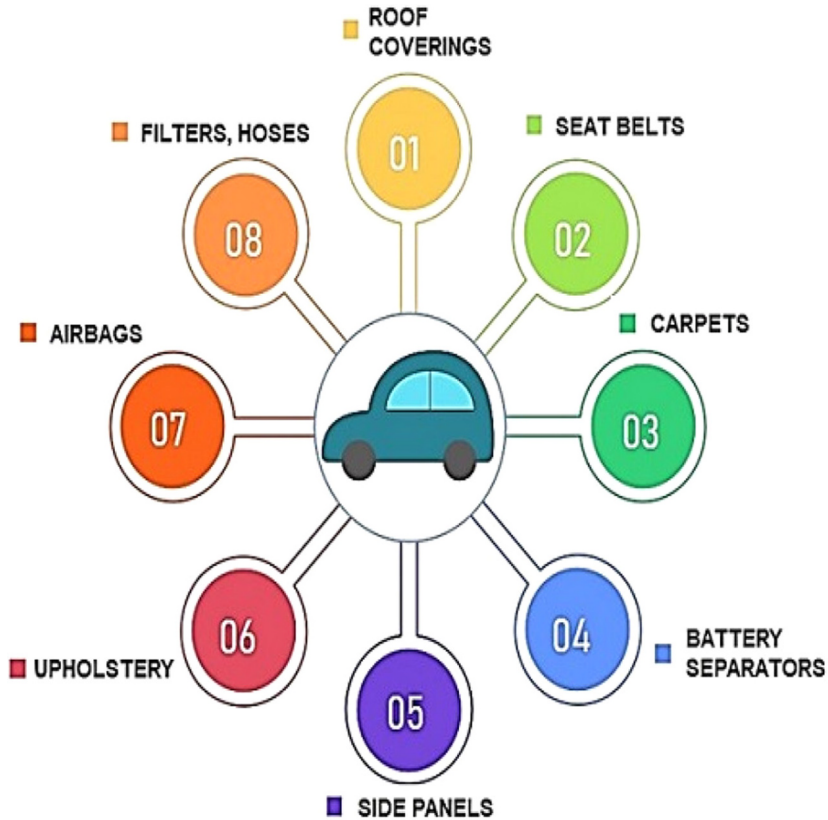 ROOF
COVERINGS
01
SEAT BELTS
02
CARPETS
03
BATTERY
SEPARATORS
04
SIDE PANELS
05
UPHOLSTERY
06
AIRBAGS
07
FILTERS, HOSES
08